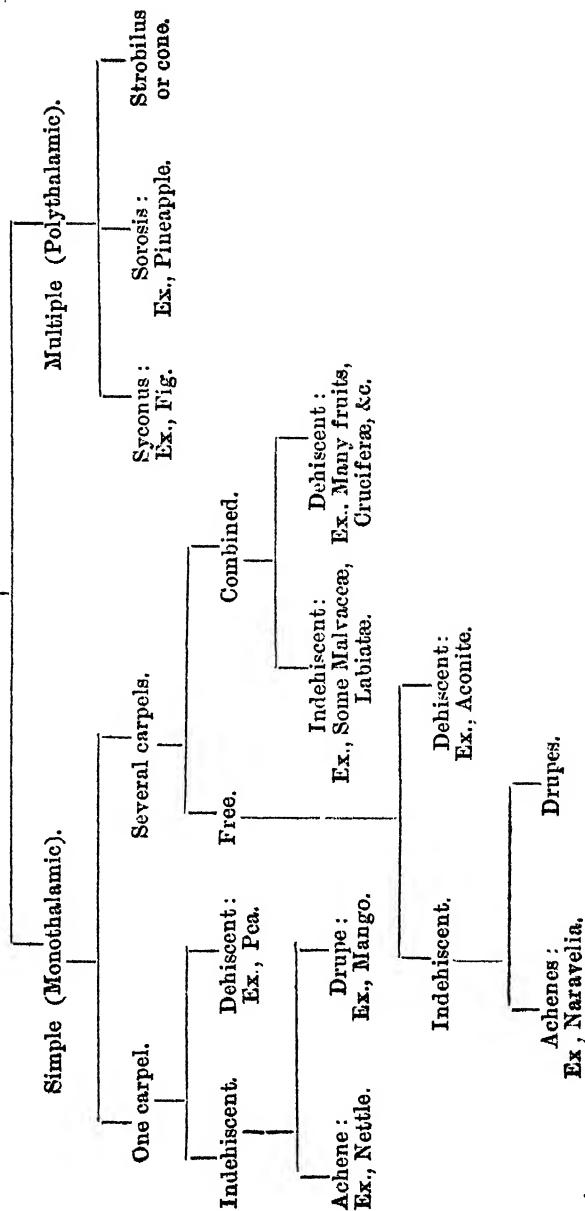 Simple (Monothalamic).
Multiple (Polythalamic).
One carpel.
Several carpels.
Syconus:
Ex., Fig.
Sorosis:
Ex., Pineapple.
Strobilus
or cone.
Indehiscent.
Dehiscent:
Ex., Pea.
Free.
Combined.
Achene:
Ex., Nettle.
Drupe:
Ex., Mango.
Indehiscent:
Ex., Some Malvaceæ,
Labiatæ.
Dehiscent:
Ex., Many fruits,
Cruciferæ, &c.
Indehiscent.
Dehiscent:
Ex., Aconite.
Achenes:
Ex, Naravelia.
Drupes.